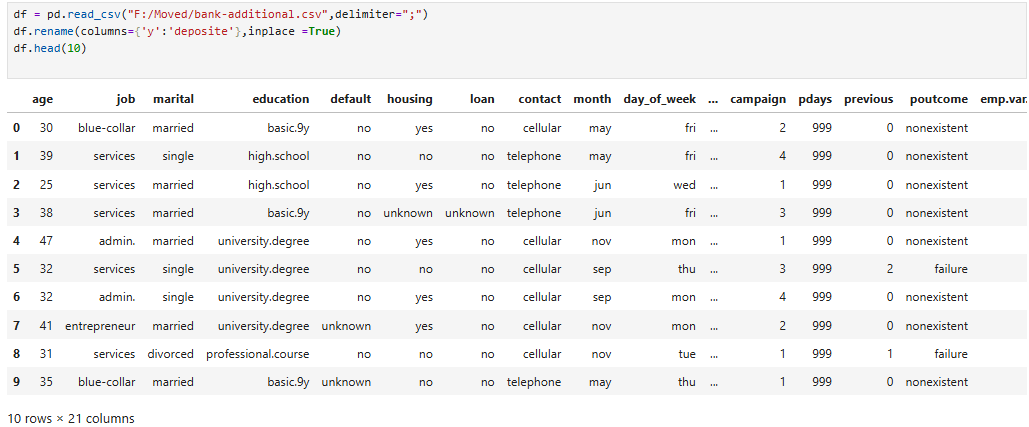 df = pd.read_csv("F:/Moved/bank-additional.csv",delimiter=";")
df.rename(columns={'y':'deposite'},inplace =True)
df.head(10)
age job marital education default housing loan contact month day_of_week ... campaign pdays previous poutcome emp.var.
0 30 blue-collar married basic.9y no yes no cellular may fri ... 2 999 0 nonexistent
1 39 services single high.school no no no telephone may fri ... 4 999 0 nonexistent
2 25 services married high.school no yes no telephone jun wed ... 1 999 0 nonexistent
3 38 services married basic.9y no unknown unknown telephone jun fri ... 3 999 0 nonexistent
4 47 admin. married university.degree no yes no cellular nov mon ... 1 999 0 nonexistent
5 32 services single university.degree no no no cellular sep thu ... 3 999 2 failure
6 32 admin. single university.degree no yes no cellular sep mon ... 4 999 0 nonexistent
7 41 entrepreneur married university.degree unknown yes no cellular nov mon ... 2 999 0 nonexistent
8 31 services divorced professional.course no no no cellular nov tue ... 1 999 1 failure
9 35 blue-collar married basic.9y unknown no no telephone may thu ... 1 999 0 nonexistent
10 rows × 21 columns